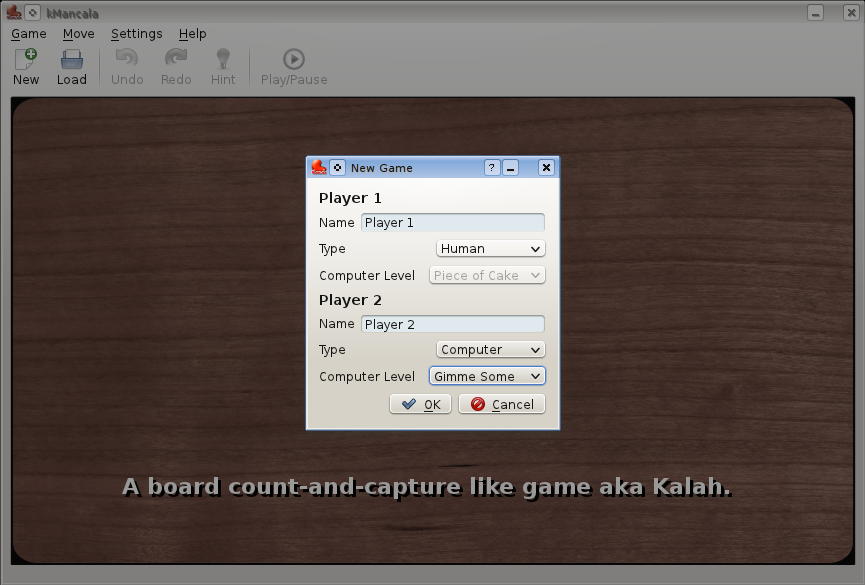 kMancala
Game Move Settings Help
New Load Undo Redo Hint Play/Pause
New Game ?
Player 1
Name Player 1
Type Human
Computer Level Piece of Cake
Player 2
Name Player 2
Type Computer
Computer Level Gimme Some
OK Cancel
A board count-and-capture like game aka Kalah.